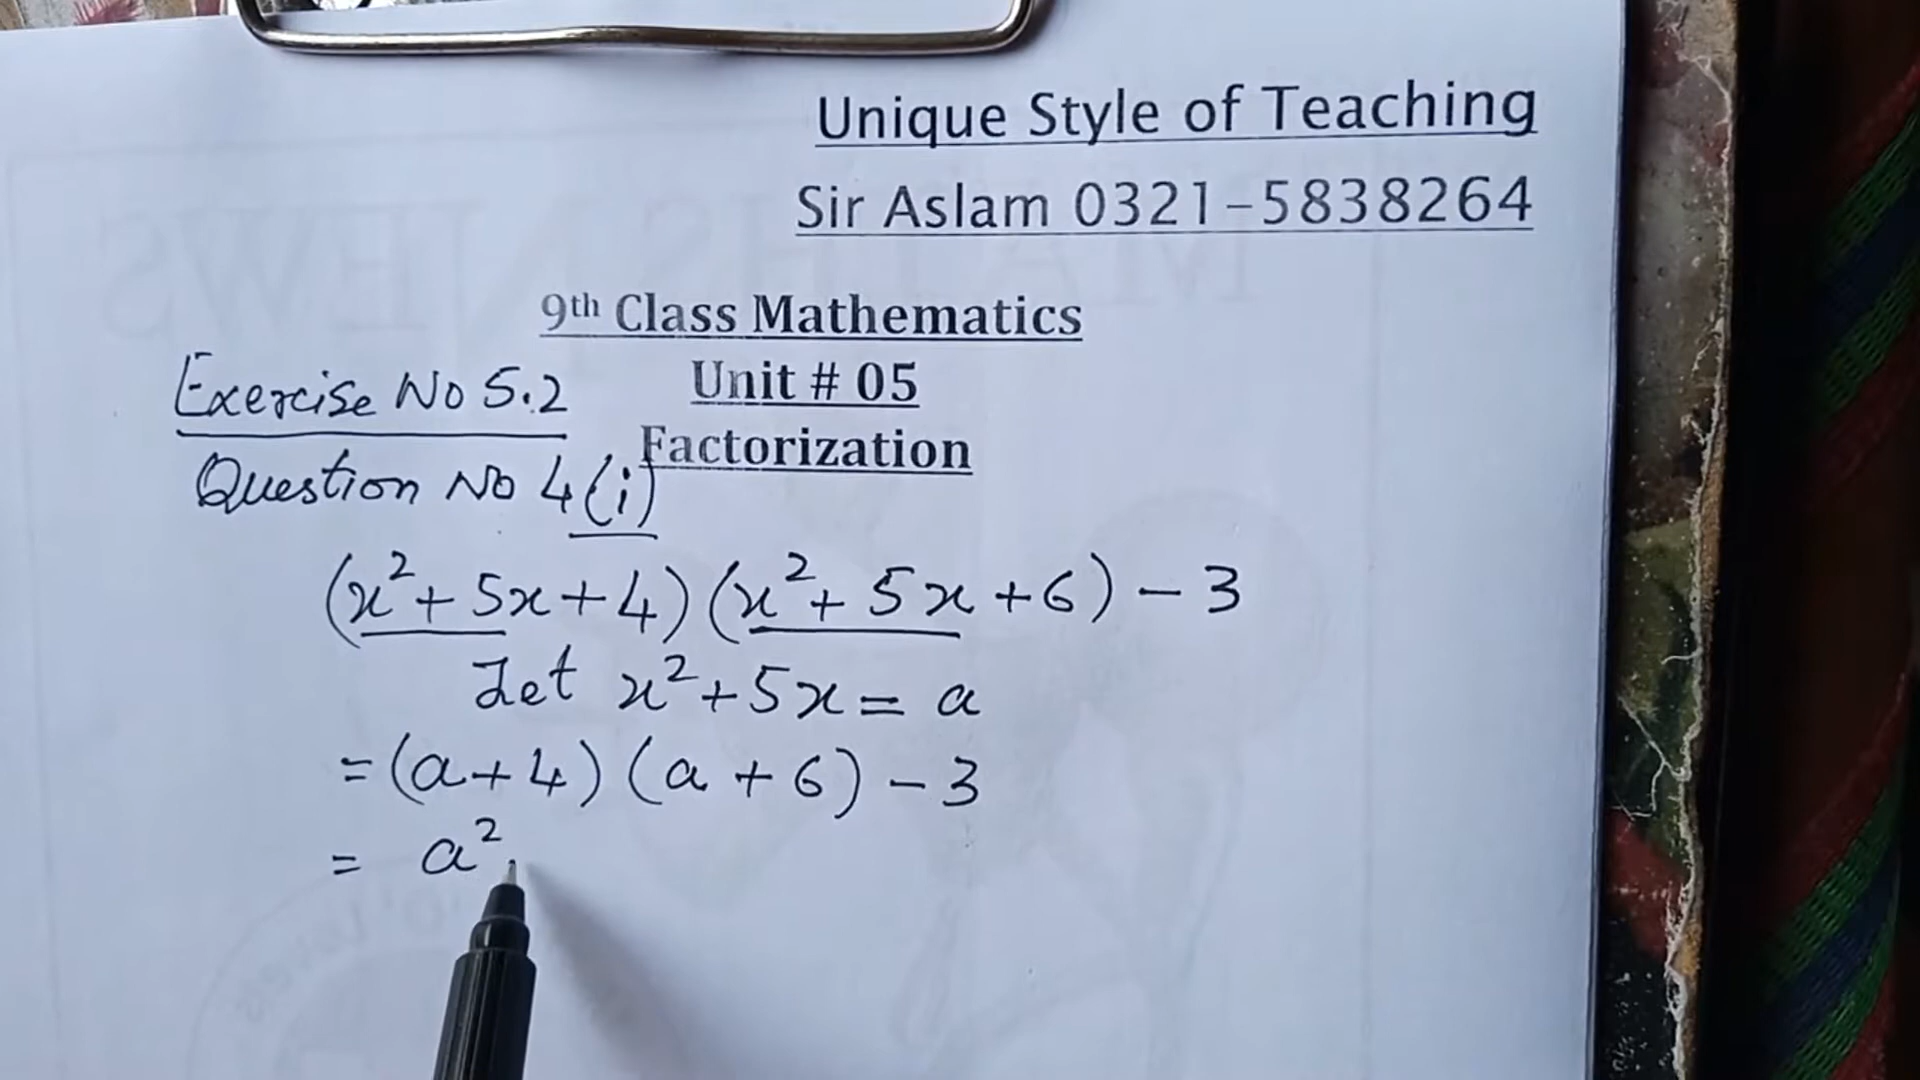 Unique Style of Teaching
Sir Aslam 0321-5838264
9th Class Mathematics
Exercise No 5.2
Unit # 05
Factorization
Question No 4(i)
(x²+5x+4)(x²+5x+6)-3
Let x²+5x=a
=(a+4)(a+6)-3
= a²